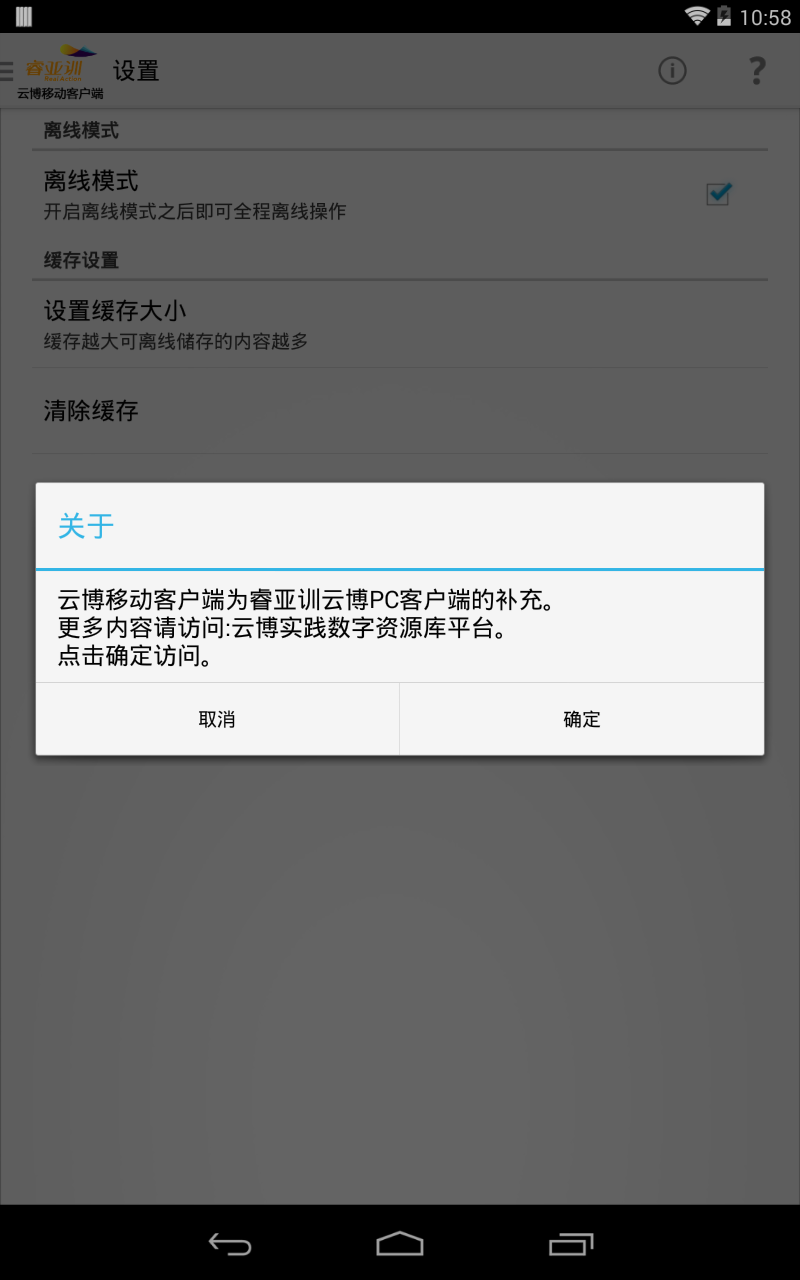 10:58
睿亚训
RealAction
云博移动客户端
设置
离线模式
离线模式
开启离线模式之后即可全程离线操作
缓存设置
设置缓存大小
缓存越大可离线储存的内容越多
清除缓存
关于
云博移动客户端为睿亚训云博PC客户端的补充。
更多内容请访问:云博实践数字资源库平台。
点击确定访问。
取消
确定